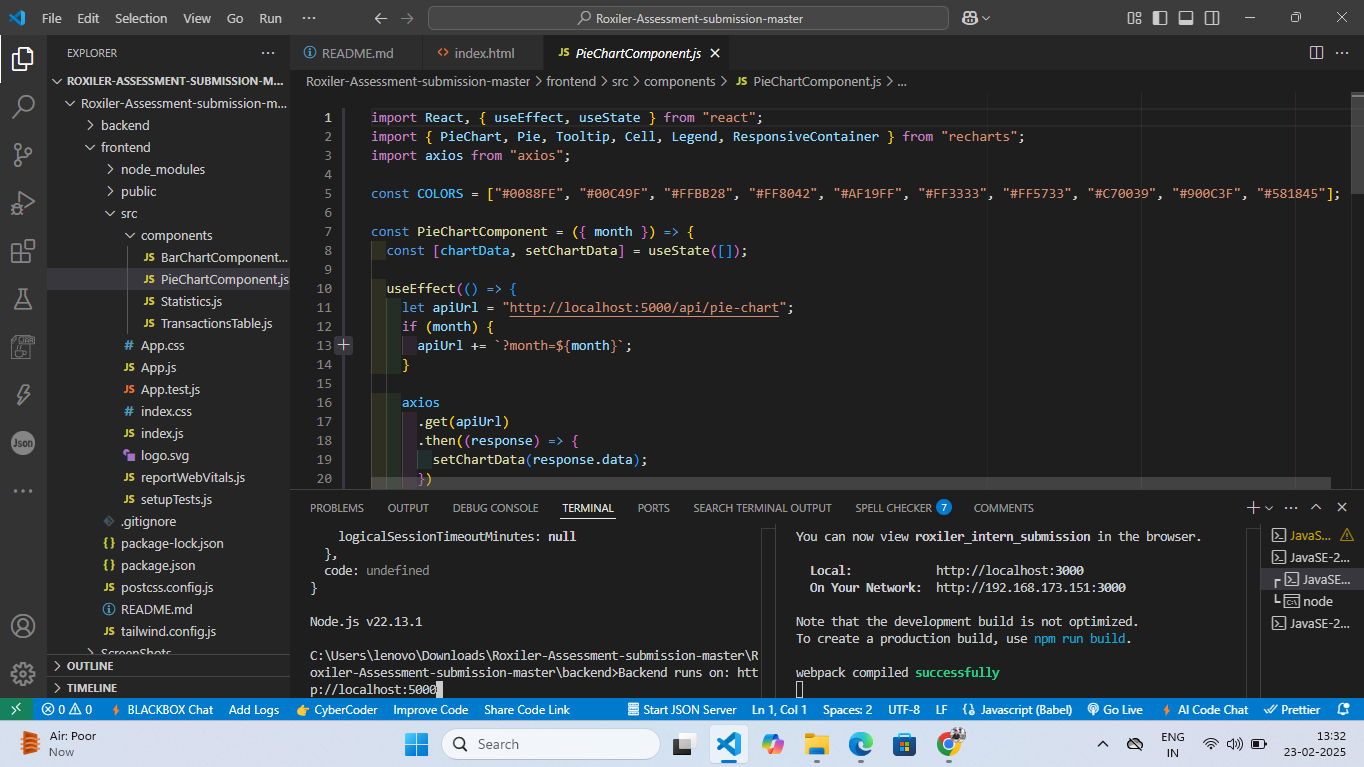 File Edit Selection View Go Run ··· Roxiler-Assessment-submission-master
EXPLORER ···
ROXILER-ASSESSMENT-SUBMISSION-M...
Roxiler-Assessment-submission-m...
backend
frontend
node_modules
public
src
components
JS BarChartComponent...
JS PieChartComponent.js
JS Statistics.js
JS TransactionsTable.js
# App.css
JS App.js
JS App.test.js
# index.css
JS index.js
logo.svg
JS reportWebVitals.js
JS setupTests.js
.gitignore
{} package-lock.json
{} package.json
JS postcss.config.js
README.md
JS tailwind.config.js
ScreenShots
OUTLINE
TIMELINE
Json
README.md <> index.html JS PieChartComponent.js
Roxiler-Assessment-submission-master > frontend > src > components > JS PieChartComponent.js > ...
1 import React, { useEffect, useState } from "react";
2 import { PieChart, Pie, Tooltip, Cell, Legend, ResponsiveContainer } from "recharts";
3 import axios from "axios";
4
5 const COLORS = ["#0088FE", "#00C49F", "#FFBB28", "#FF8042", "#AF19FF", "#FF3333", "#FF5733", "#C70039", "#900C3F", "#581845"];
6
7 const PieChartComponent = ({ month }) => {
8 const [chartData, setChartData] = useState([]);
9
10 useEffect(() => {
11 let apiUrl = "http://localhost:5000/api/pie-chart";
12 if (month) {
13 apiUrl += `?month=${month}`;
14 }
15
16 axios
17 .get(apiUrl)
18 .then((response) => {
19 setChartData(response.data);
20 })
PROBLEMS OUTPUT DEBUG CONSOLE TERMINAL PORTS SEARCH TERMINAL OUTPUT SPELL CHECKER 7 COMMENTS
logicalSessionTimeoutMinutes: null
},
code: undefined
}
Node.js v22.13.1
C:\Users\lenovo\Downloads\Roxiler-Assessment-submission-master\R
oxiler-Assessment-submission-master\backend>Backend runs on: htt
p://localhost:5000
You can now view roxiler_intern_submission in the browser.
Local: http://localhost:3000
On Your Network: http://192.168.173.151:3000
Note that the development build is not optimized.
To create a production build, use npm run build.
webpack compiled successfully
JavaS...
JavaSE-2...
JavaSE...
node
JavaSE-2...
0 0 BLACKBOX Chat Add Logs CyberCoder Improve Code Share Code Link Start JSON Server Ln 1, Col 1 Spaces: 2 UTF-8 LF {} Javascript (Babel) Go Live AI Code Chat Prettier
Air: Poor
Now
Search
ENG
IN
13:32
23-02-2025